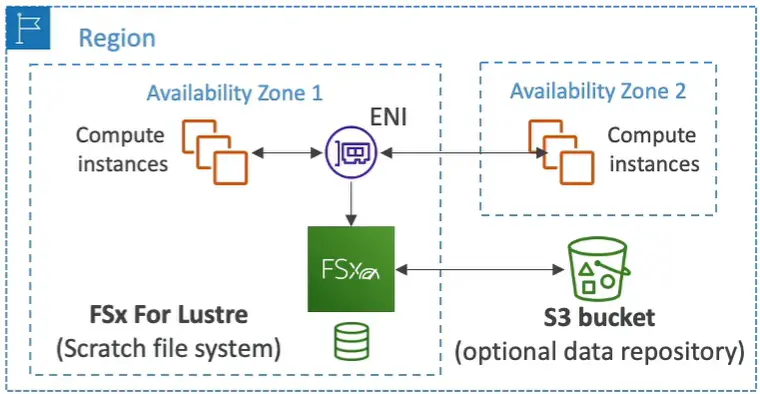 Region
Availability Zone 1
Availability Zone 2
ENI
Compute
instances
Compute
instances
FSx
FSx For Lustre
(Scratch file system)
S3 bucket
(optional data repository)